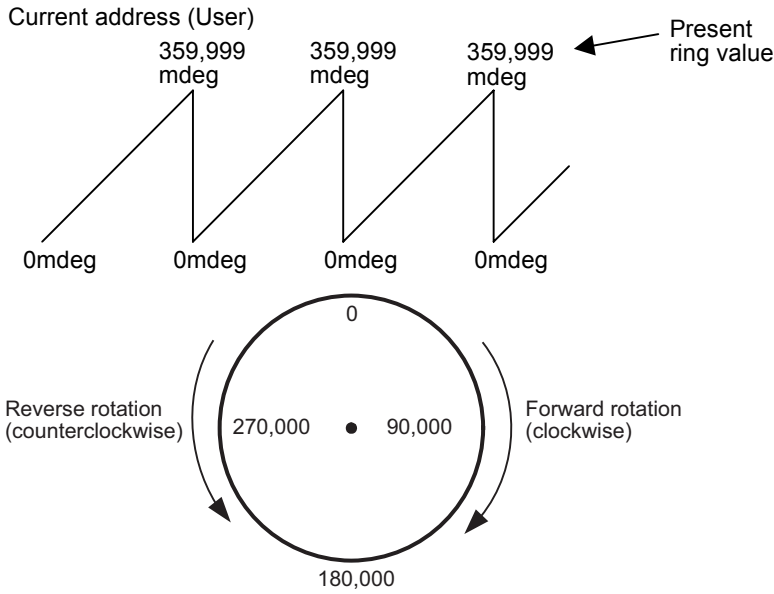 Current address (User)
359,999
mdeg
359,999
mdeg
359,999
mdeg
Present
ring value
0mdeg
0mdeg
0mdeg
0mdeg
0
Reverse rotation
(counterclockwise)
270,000
90,000
Forward rotation
(clockwise)
180,000